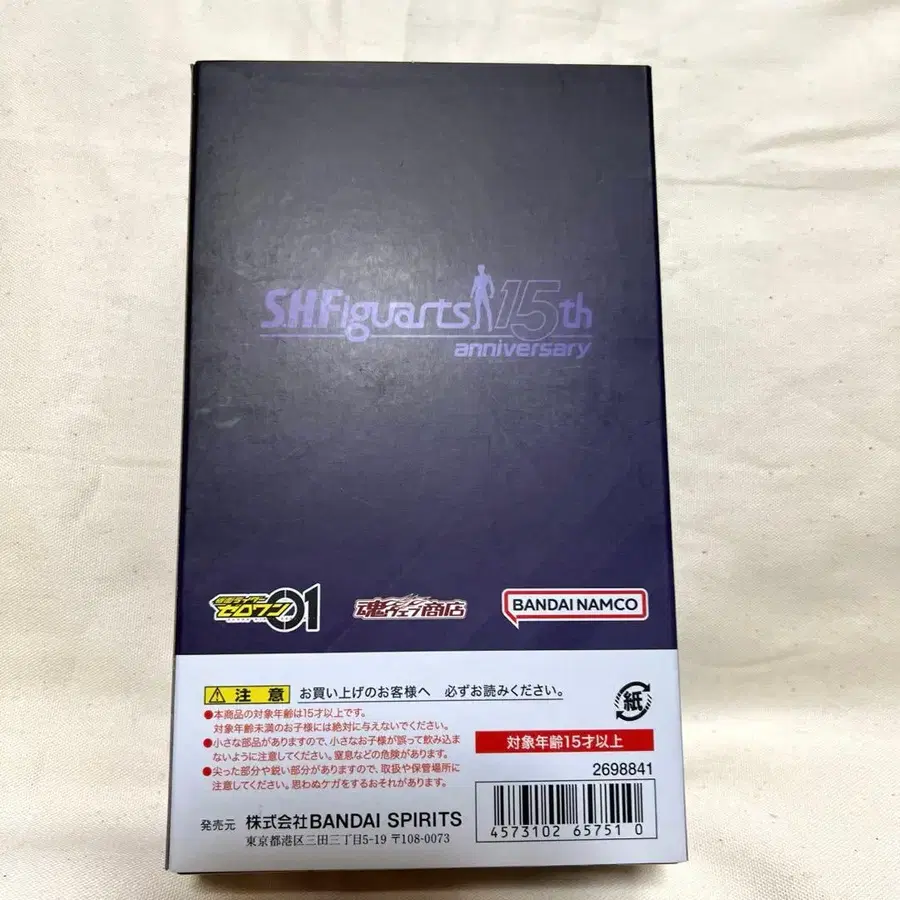 S.H.Figuarts 15th
anniversary
仮面ライダー
ゼロワン 01
魂ウェブ商店
BANDAI NAMCO
注意 お買い上げのお客様へ 必ずお読みください。
●本商品の対象年齢は15才以上です。
対象年齢未満のお子様には絶対に与えないでください。
●小さな部品がありますので、小さなお子様が誤って飲み込ま
ないように注意してください。窒息などの危険があります。
●尖った部分や鋭い部分がありますので、取扱や保管場所に
注意してください。思わぬケガをするおそれがあります。
紙
対象年齢15才以上
2698841
4573102 65751 0
発売元 株式会社BANDAI SPIRITS
東京都港区三田三丁目5-19 〒108-0073